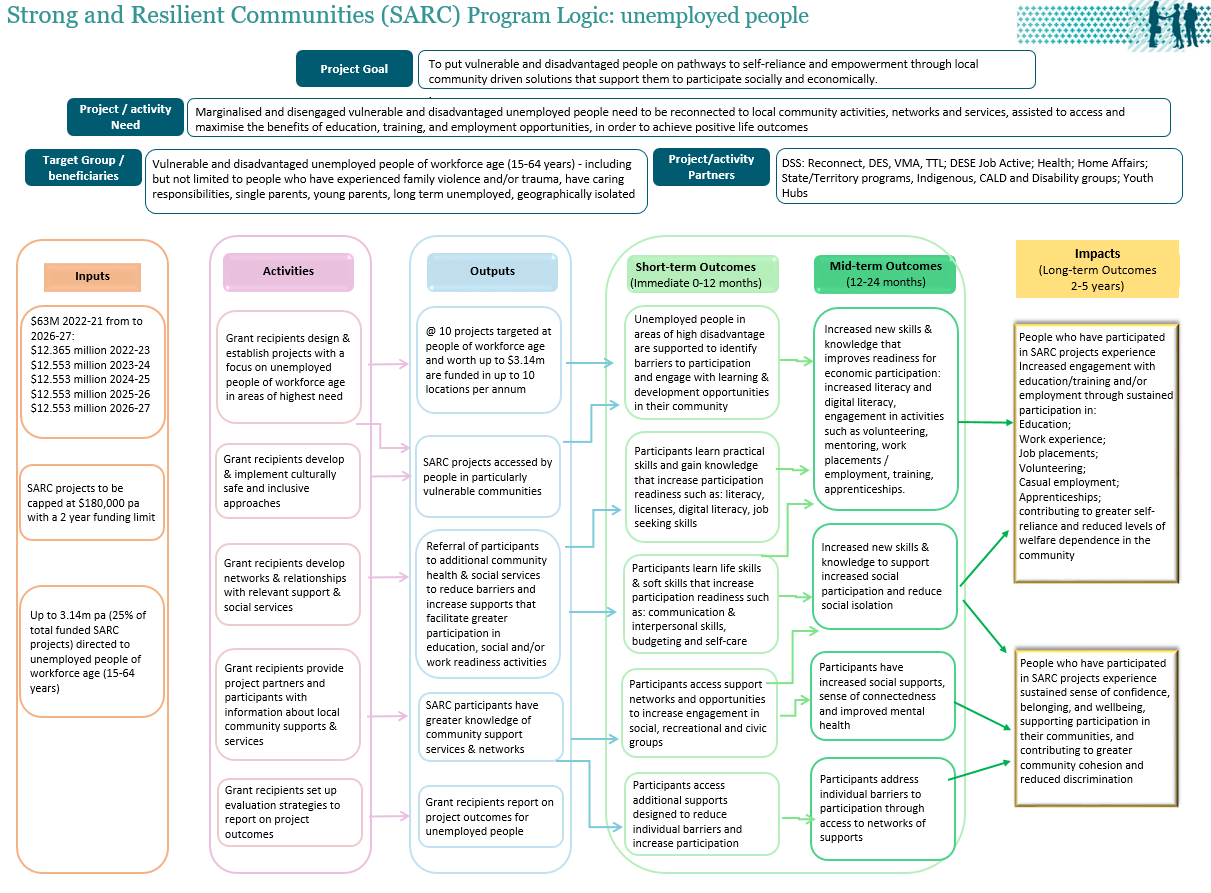 Strong and Resilient Communities (SARC) Program Logic: unemployed people
Project Goal
To put vulnerable and disadvantaged people on pathways to self-reliance and empowerment through local
community driven solutions that support them to participate socially and economically.
Project / activity
Need
Marginalised and disengaged vulnerable and disadvantaged unemployed people need to be reconnected to local community activities, networks and services, assisted to access and
maximise the benefits of education, training, and employment opportunities, in order to achieve positive life outcomes
Target Group /
beneficiaries
Vulnerable and disadvantaged unemployed people of workforce age (15-64 years) - including
but not limited to people who have experienced family violence and/or trauma, have caring
responsibilities, single parents, young parents, long term unemployed, geographically isolated
Project/activity
Partners
DSS: Reconnect, DES, VMA, TTL; DESE Job Active; Health; Home Affairs;
State/Territory programs, Indigenous, CALD and Disability groups; Youth
Hubs
Inputs
$63M 2022-21 from to
2026-27:
$12.365 million 2022-23
$12.553 million 2023-24
$12.553 million 2024-25
$12.553 million 2025-26
$12.553 million 2026-27
SARC projects to be
capped at $180,000 pa
with a 2 year funding limit
Up to 3.14m pa (25% of
total funded SARC
projects) directed to
unemployed people of
workforce age (15-64
years)
Activities
Grant recipients design &
establish projects with a
focus on unemployed
people of workforce age
in areas of highest need
Grant recipients develop
& implement culturally
safe and inclusive
approaches
Grant recipients develop
networks & relationships
with relevant support &
social services
Grant recipients provide
project partners and
participants with
information about local
community supports &
services
Grant recipients set up
evaluation strategies to
report on project
outcomes
Outputs
@ 10 projects targeted at
people of workforce age
and worth up to $3.14m
are funded in up to 10
locations per annum
SARC projects accessed by
people in particularly
vulnerable communities
Referral of participants
to additional community
health & social services
to reduce barriers and
increase supports that
facilitate greater
participation in
education, social and/or
work readiness activities
SARC participants have
greater knowledge of
community support
services & networks
Grant recipients report on
project outcomes for
unemployed people
Short-term Outcomes
(Immediate 0-12 months)
Unemployed people in
areas of high disadvantage
are supported to identify
barriers to participation
and engage with learning &
development opportunities
in their community
Participants learn practical
skills and gain knowledge
that increase participation
readiness such as: literacy,
licenses, digital literacy, job
seeking skills
Participants learn life skills
& soft skills that increase
participation readiness such
as: communication &
interpersonal skills,
budgeting and self-care
Participants access support
networks and opportunities
to increase engagement in
social, recreational and civic
groups
Participants access
additional supports
designed to reduce
individual barriers and
increase participation
Mid-term Outcomes
(12-24 months)
Increased new skills &
knowledge that
improves readiness for
economic participation:
increased literacy and
digital literacy,
engagement in activities
such as volunteering,
mentoring, work
placements /
employment, training,
apprenticeships.
Increased new skills &
knowledge to support
increased social
participation and reduce
social isolation
Participants have
increased social supports,
sense of connectedness
and improved mental
health
Participants address
individual barriers to
participation through
access to networks of
supports
Impacts
(Long-term Outcomes
2-5 years)
People who have participated
in SARC projects experience
Increased engagement with
education/training and/or
employment through sustained
participation in:
Education;
Work experience;
Job placements;
Volunteering;
Casual employment;
Apprenticeships;
contributing to greater self-
reliance and reduced levels of
welfare dependence in the
community
People who have participated
in SARC projects experience
sustained sense of confidence,
belonging, and wellbeing,
supporting participation in
their communities, and
contributing to greater
community cohesion and
reduced discrimination